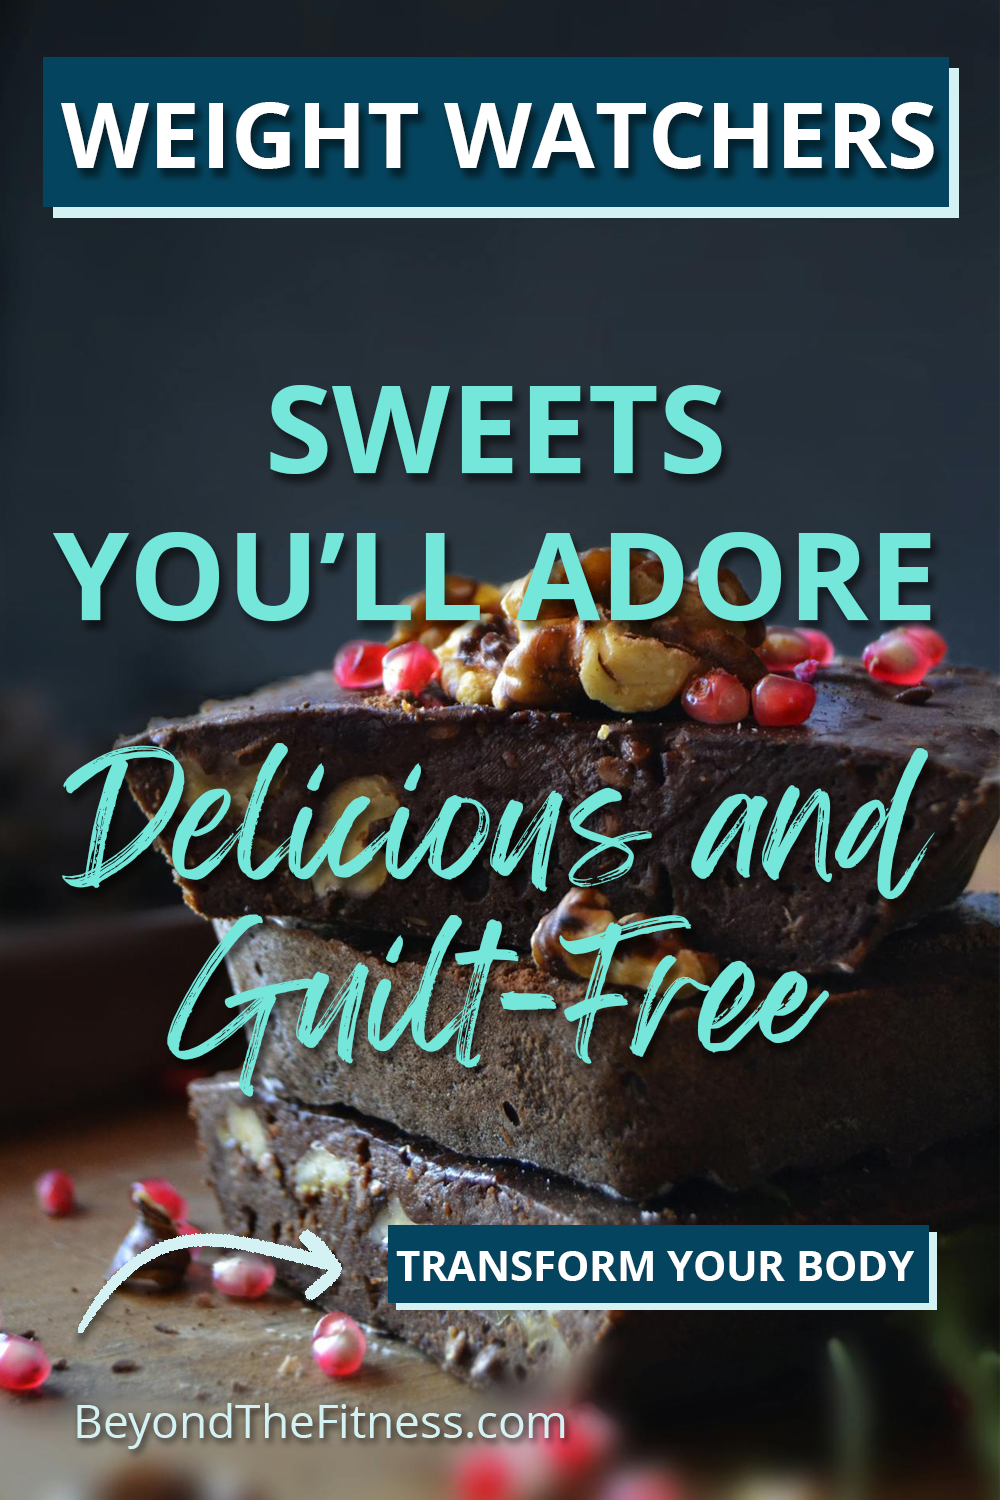 WEIGHT WATCHERS
SWEETS
YOU’LL ADORE
Delicious and
Guilt-Free
TRANSFORM YOUR BODY
BeyondTheFitness.com